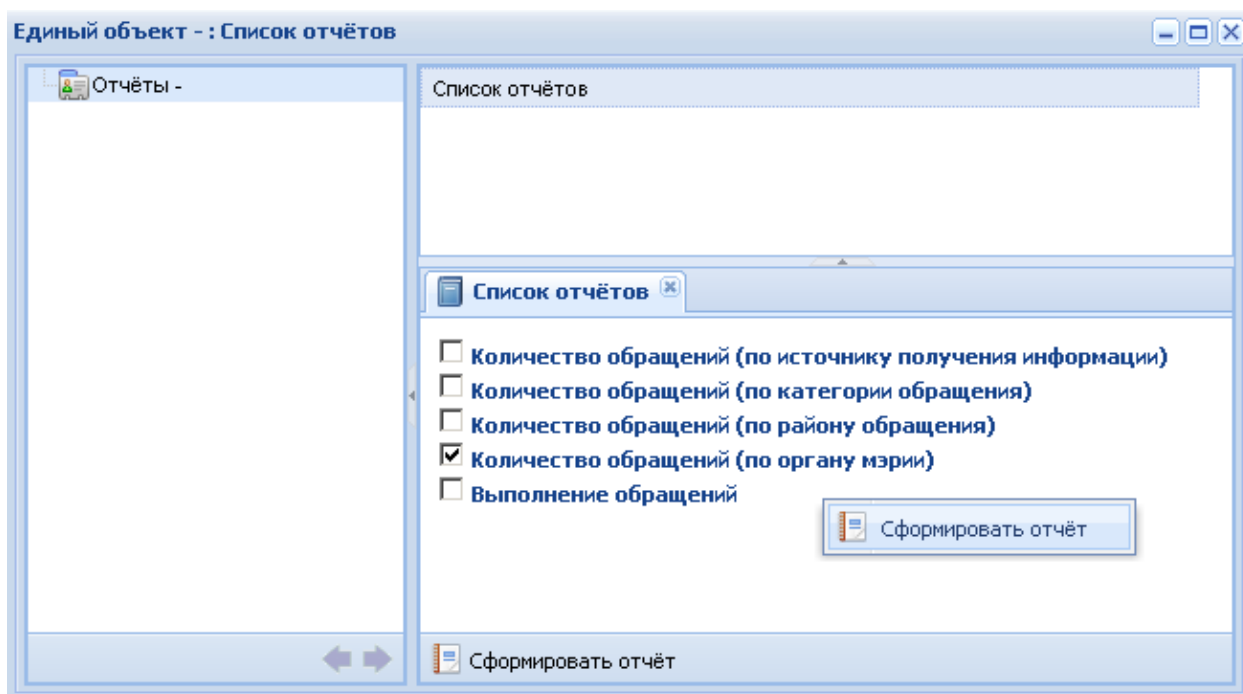 Единый объект - : Список отчётов
Отчёты -
Список отчётов
Список отчётов
Количество обращений (по источнику получения информации)
Количество обращений (по категории обращения)
Количество обращений (по району обращения)
Количество обращений (по органу мэрии)
Выполнение обращений
Сформировать отчёт
Сформировать отчёт